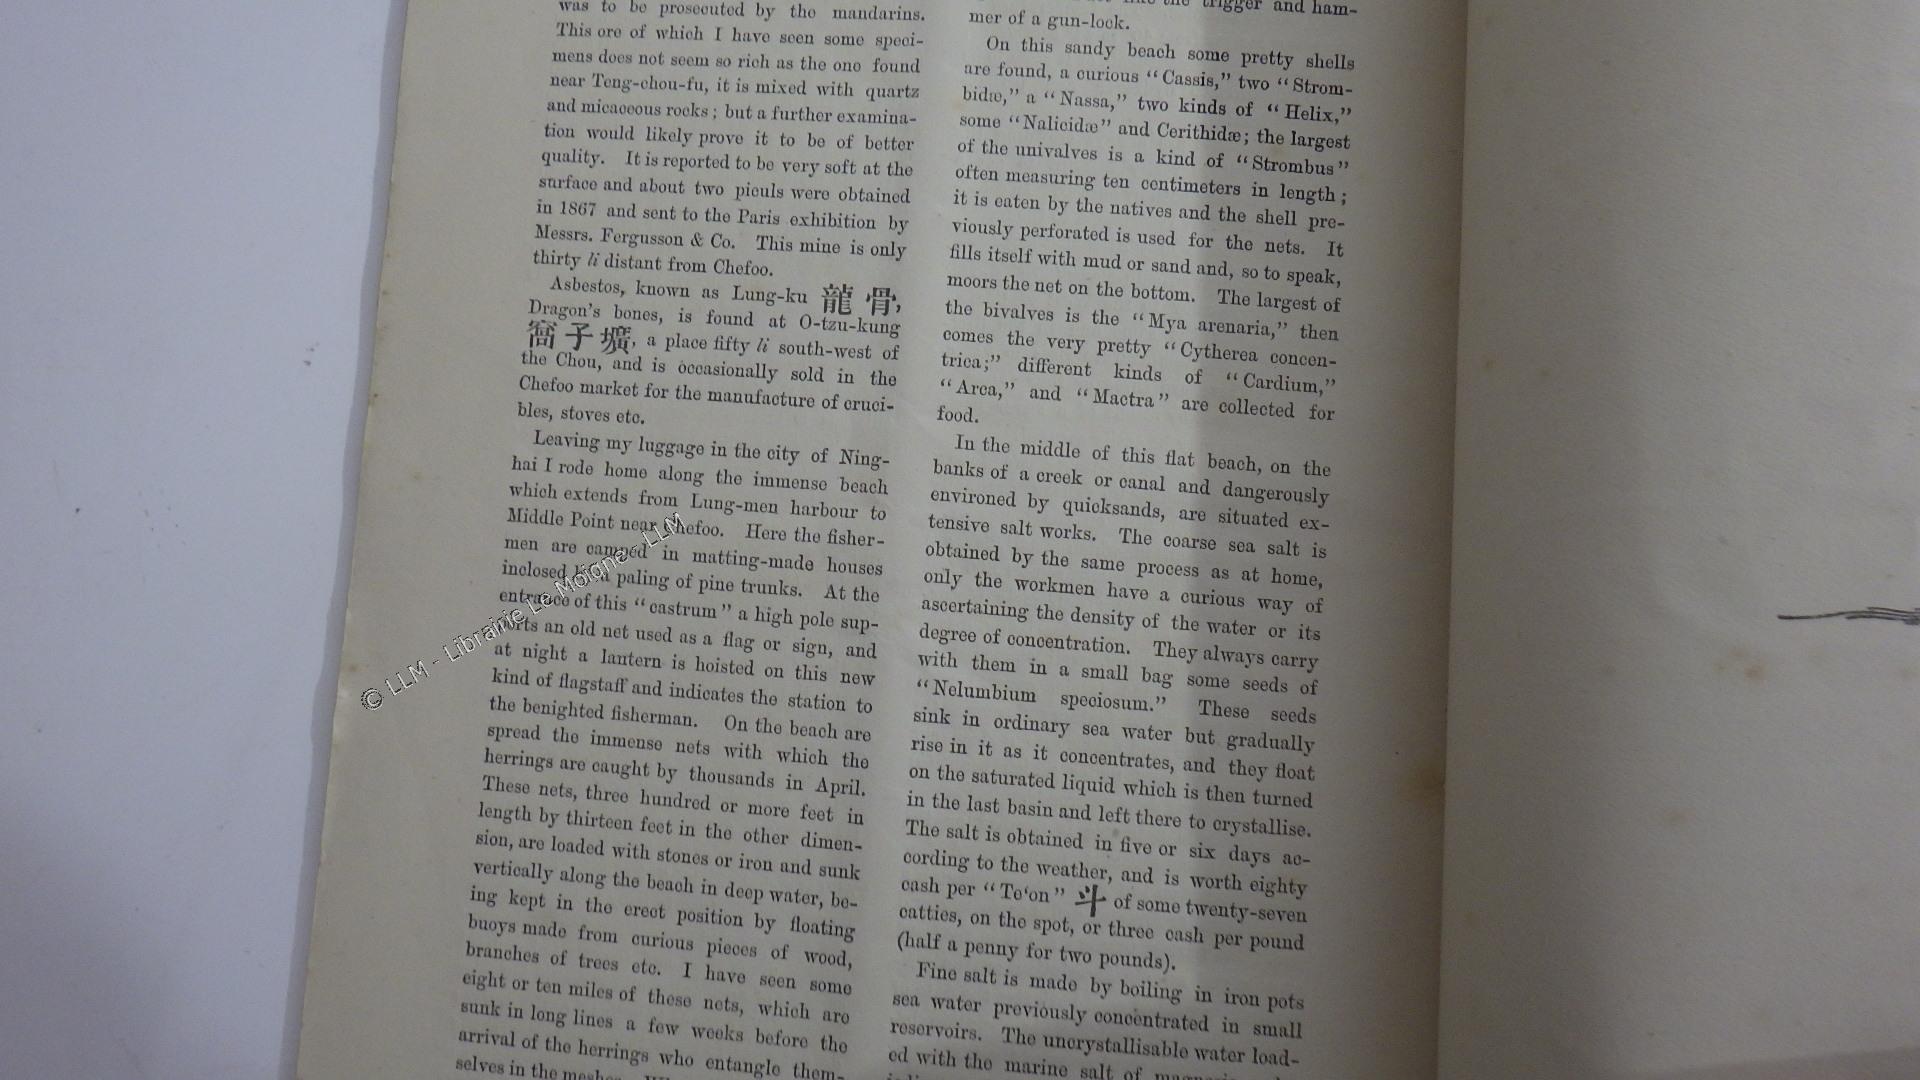 was to be prosecuted by the mandarins.
This ore of which I have seen some speci-
mens does not seem so rich as the one found
near Teng-chou-fu, it is mixed with quartz
and micaceous rocks; but a further examina-
tion would likely prove it to be of better
quality. It is reported to be very soft at the
surface and about two piculs were obtained
in 1867 and sent to the Paris exhibition by
Messrs. Fergusson & Co. This mine is only
thirty li distant from Chefoo.
Asbestos, known as Lung-ku 龍骨,
Dragon's bones, is found at O-tzu-kung
窩子壙, a place fifty li south-west of
the Chou, and is occasionally sold in the
Chefoo market for the manufacture of cruci-
bles, stoves etc.
Leaving my luggage in the city of Ning-
hai I rode home along the immense beach
which extends from Lung-men harbour to
Middle Point near Chefoo. Here the fisher-
men are camped in matting-made houses
inclosed by a paling of pine trunks. At the
entrance of this "castrum" a high pole sup-
ports an old net used as a flag or sign, and
at night a lantern is hoisted on this new
kind of flagstaff and indicates the station to
the benighted fisherman. On the beach are
spread the immense nets with which the
herrings are caught by thousands in April.
These nets, three hundred or more feet in
length by thirteen feet in the other dimen-
sion, are loaded with stones or iron and sunk
vertically along the beach in deep water, be-
ing kept in the erect position by floating
buoys made from curious pieces of wood,
branches of trees etc. I have seen some
eight or ten miles of these nets, which are
sunk in long lines a few weeks before the
arrival of the herrings who entangle them-
selves in the meshes.
the trigger and ham-
mer of a gun-lock.
On this sandy beach some pretty shells
are found, a curious "Cassis," two "Strom-
bidæ," a "Nassa," two kinds of "Helix,"
some "Nalicidæ" and Cerithidæ; the largest
of the univalves is a kind of "Strombus"
often measuring ten centimeters in length;
it is eaten by the natives and the shell pre-
viously perforated is used for the nets. It
fills itself with mud or sand and, so to speak,
moors the net on the bottom. The largest of
the bivalves is the "Mya arenaria," then
comes the very pretty "Cytherea concen-
trica;" different kinds of "Cardium,"
"Arca," and "Mactra" are collected for
food.
In the middle of this flat beach, on the
banks of a creek or canal and dangerously
environed by quicksands, are situated ex-
tensive salt works. The coarse sea salt is
obtained by the same process as at home,
only the workmen have a curious way of
ascertaining the density of the water or its
degree of concentration. They always carry
with them in a small bag some seeds of
"Nelumbium speciosum." These seeds
sink in ordinary sea water but gradually
rise in it as it concentrates, and they float
on the saturated liquid which is then turned
in the last basin and left there to crystallise.
The salt is obtained in five or six days ac-
cording to the weather, and is worth eighty
cash per "To'on" 斗 of some twenty-seven
catties, on the spot, or three cash per pound
(half a penny for two pounds).
Fine salt is made by boiling in iron pots
sea water previously concentrated in small
reservoirs. The uncrystallisable water load-
ed with the marine salt of
© LLM - Librairie Le Moigne - LLM